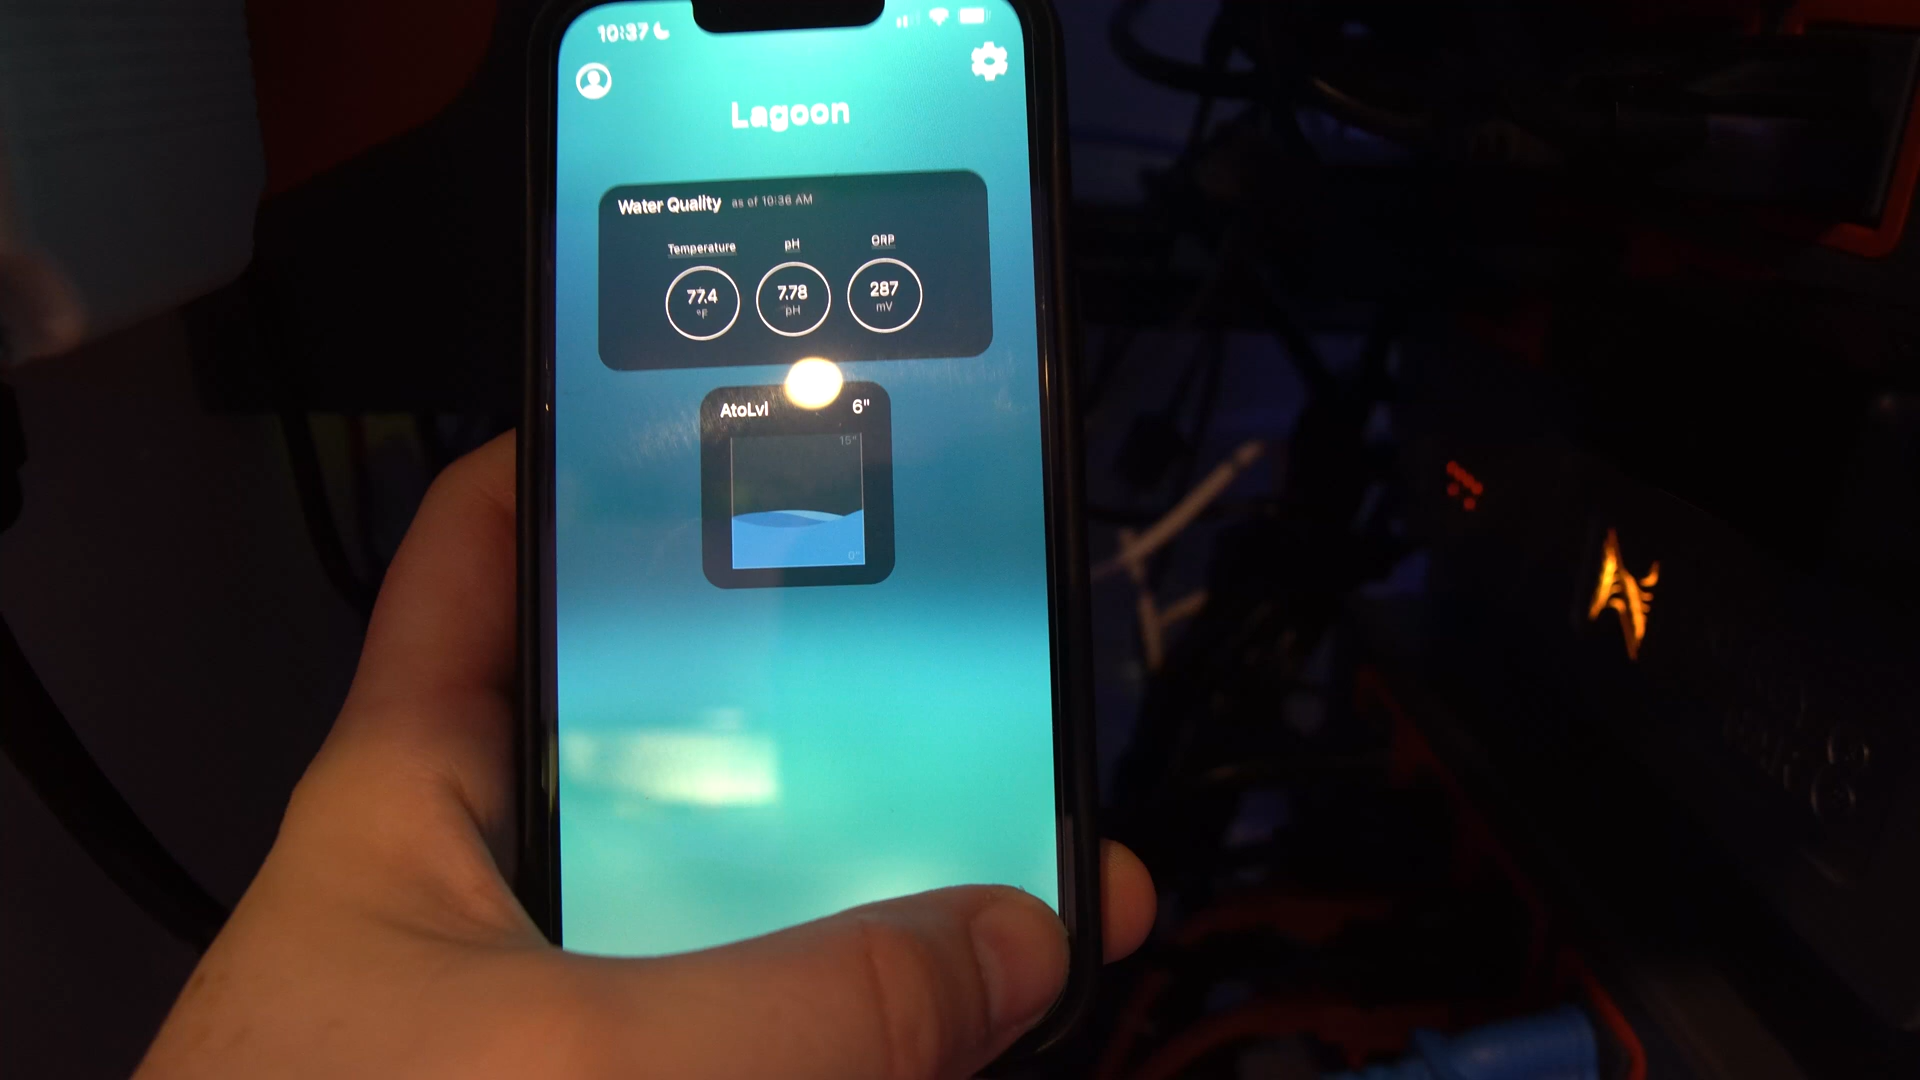 10:37
Lagoon
Water Quality as of 10:36 AM
Temperature pH ORP
77.4 7.78 287
°F pH mV
AtoLvl 6"
15"
0"